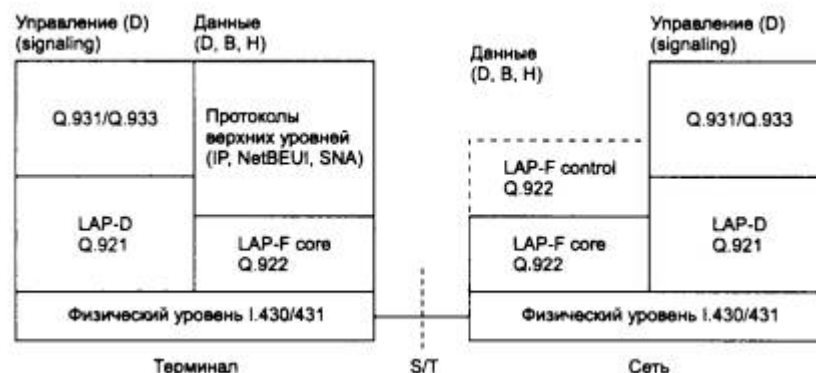 Управление (D)
(signaling)
Данные
(D, B, H)
Q.931/Q.933
Протоколы
верхних уровней
(IP, NetBEUI, SNA)
LAP-D
Q.921
LAP-F core
Q.922
Физический уровень I.430/431
Терминал
S/T
Данные
(D, B, H)
Управление (D)
(signaling)
LAP-F control
Q.922
Q.931/Q.933
LAP-F core
Q.922
LAP-D
Q.921
Физический уровень I.430/431
Сеть